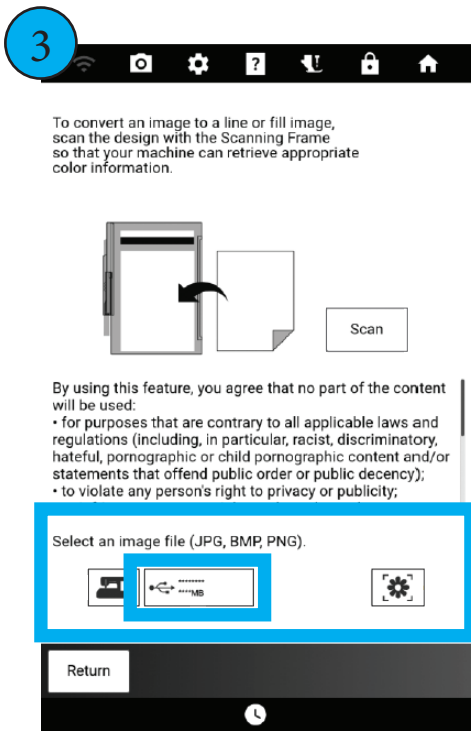 3
?
To convert an image to a line or fill image,
scan the design with the Scanning Frame
so that your machine can retrieve appropriate
color information.
Scan
By using this feature, you agree that no part of the content
will be used:
• for purposes that are contrary to all applicable laws and
regulations (including, in particular, racist, discriminatory,
hateful, pornographic or child pornographic content and/or
statements that offend public order or public decency);
• to violate any person's right to privacy or publicity;
Select an image file (JPG, BMP, PNG).
********
****MB
Return